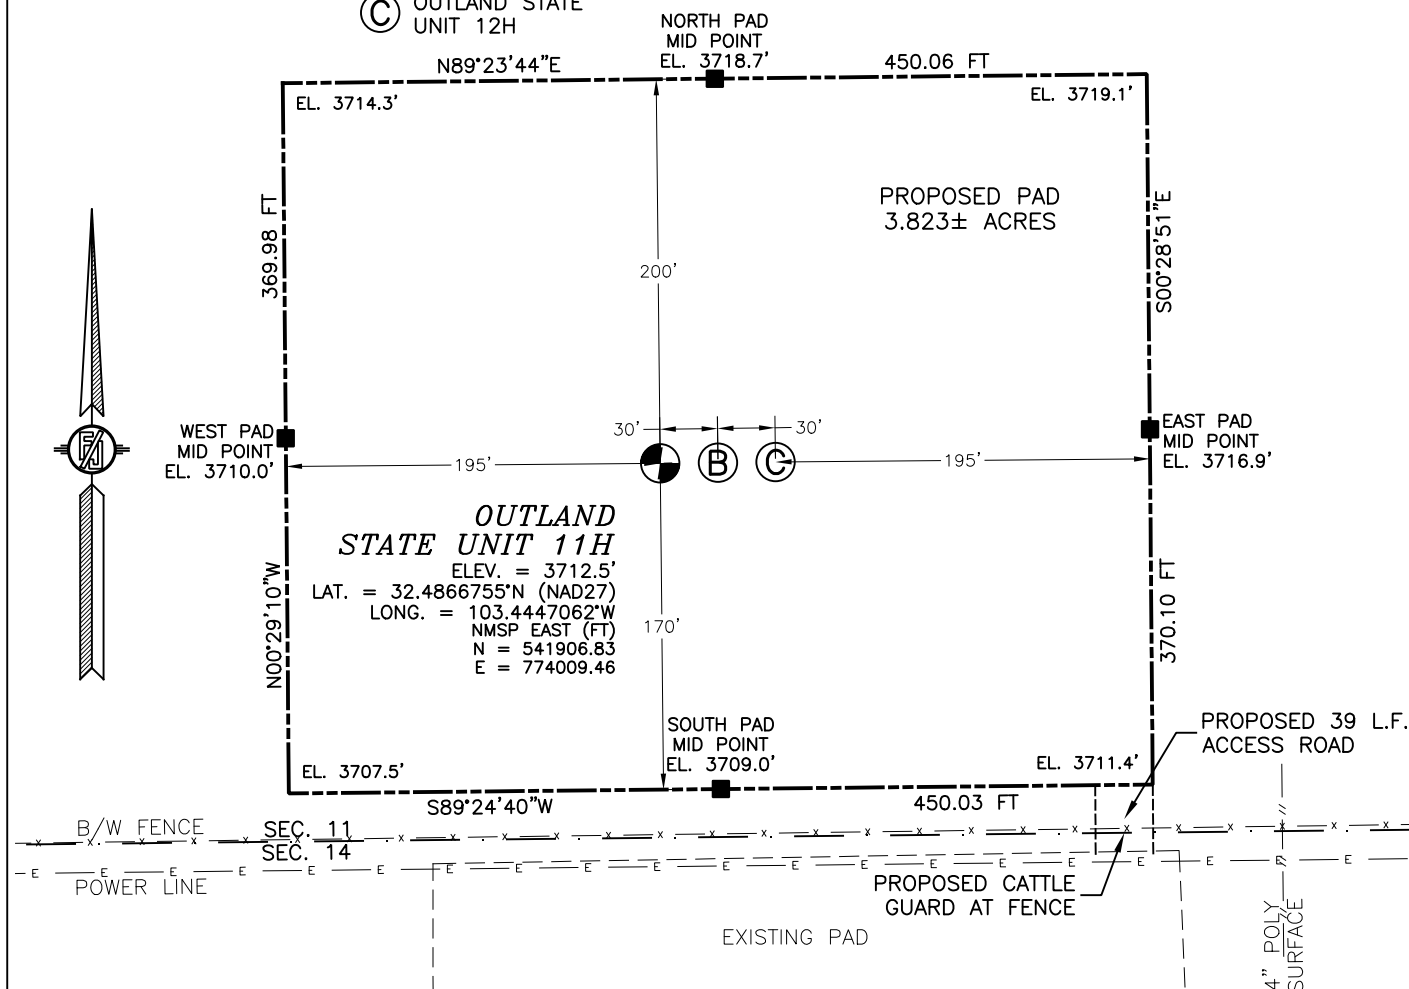 Ⓒ OUTLAND STATE
UNIT 12H
NORTH PAD
MID POINT
EL. 3718.7'
N89°23'44"E
450.06 FT
EL. 3714.3'
EL. 3719.1'
PROPOSED PAD
3.823± ACRES
369.98 FT
S00°28'51"E
200'
WEST PAD
MID POINT
EL. 3710.0'
30'
30'
EAST PAD
MID POINT
EL. 3716.9'
195'
B
C
195'
OUTLAND
STATE UNIT 11H
ELEV. = 3712.5'
LAT. = 32.4866755°N (NAD27)
LONG. = 103.4447062°W
NMSP EAST (FT)
N = 541906.83
E = 774009.46
N00°29'10"W
170'
370.10 FT
SOUTH PAD
MID POINT
EL. 3709.0'
EL. 3707.5'
EL. 3711.4'
PROPOSED 39 L.F.
ACCESS ROAD
S89°24'40"W
450.03 FT
B/W FENCE
SEC. 11
SEC. 14
POWER LINE
PROPOSED CATTLE
GUARD AT FENCE
EXISTING PAD
4" POLY
SURFACE